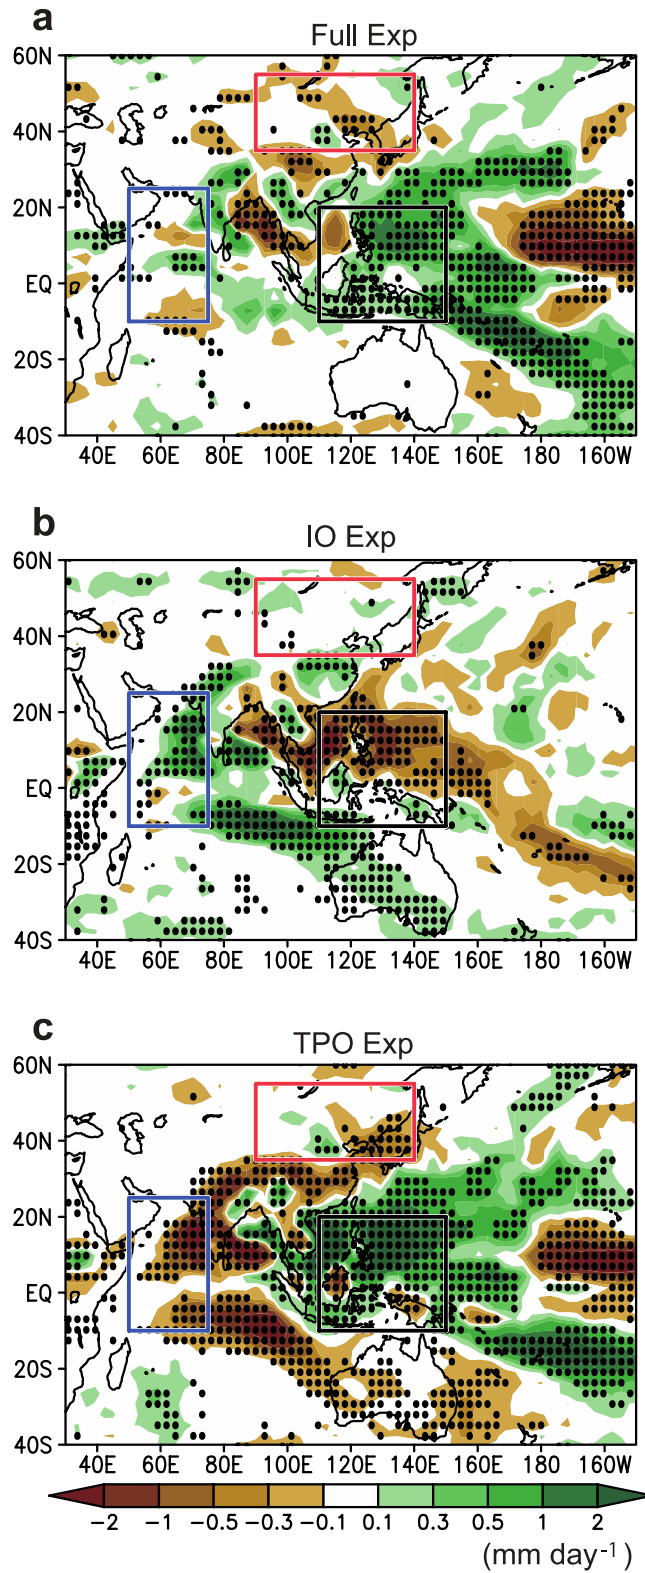 a
Full Exp
60N
40N
20N
EQ
20S
40S
40E 60E 80E 100E 120E 140E 160E 180 160W
b
IO Exp
60N
40N
20N
EQ
20S
40S
40E 60E 80E 100E 120E 140E 160E 180 160W
c
TPO Exp
60N
40N
20N
EQ
20S
40S
40E 60E 80E 100E 120E 140E 160E 180 160W
-2 -1 -0.5 -0.3 -0.1 0.1 0.3 0.5 1 2
(mm day-1)